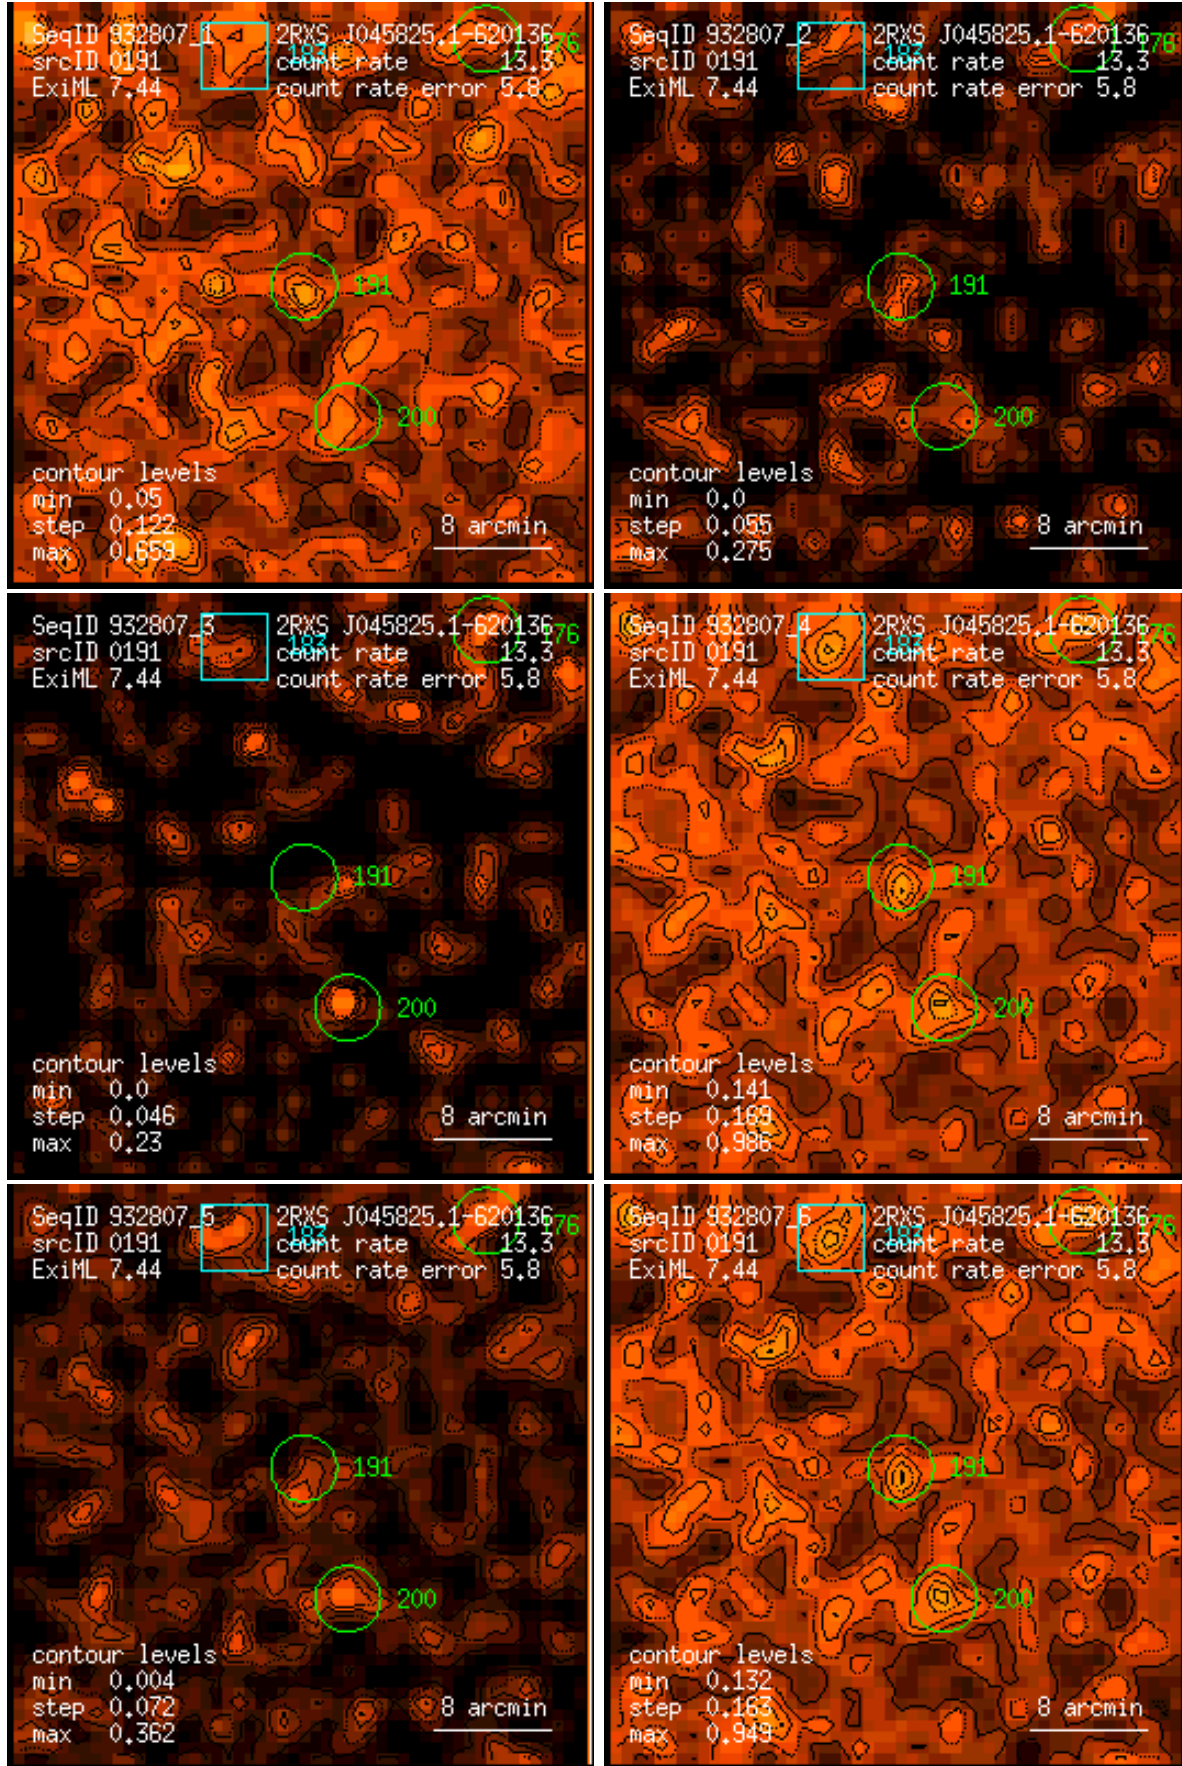 SeqID 932807_1 2RXS J045825.1-620136 176
srcID 0191 183 count rate 13.3
ExiML 7.44 count rate error 5.8
191
200
contour levels
min 0.05
step 0.122
max 0.659
8 arcmin
SeqID 932807_2 2RXS J045825.1-620136 176
srcID 0191 183 count rate 13.3
ExiML 7.44 count rate error 5.8
191
200
contour levels
min 0.0
step 0.055
max 0.275
8 arcmin
SeqID 932807_3 2RXS J045825.1-620136 176
srcID 0191 183 count rate 13.3
ExiML 7.44 count rate error 5.8
191
200
contour levels
min 0.0
step 0.046
max 0.23
8 arcmin
SeqID 932807_4 2RXS J045825.1-620136 176
srcID 0191 183 count rate 13.3
ExiML 7.44 count rate error 5.8
191
200
contour levels
min 0.141
step 0.169
max 0.986
8 arcmin
SeqID 932807_5 2RXS J045825.1-620136 176
srcID 0191 183 count rate 13.3
ExiML 7.44 count rate error 5.8
191
200
contour levels
min 0.004
step 0.072
max 0.362
8 arcmin
SeqID 932807_6 2RXS J045825.1-620136 176
srcID 0191 183 count rate 13.3
ExiML 7.44 count rate error 5.8
191
200
contour levels
min 0.132
step 0.163
max 0.949
8 arcmin